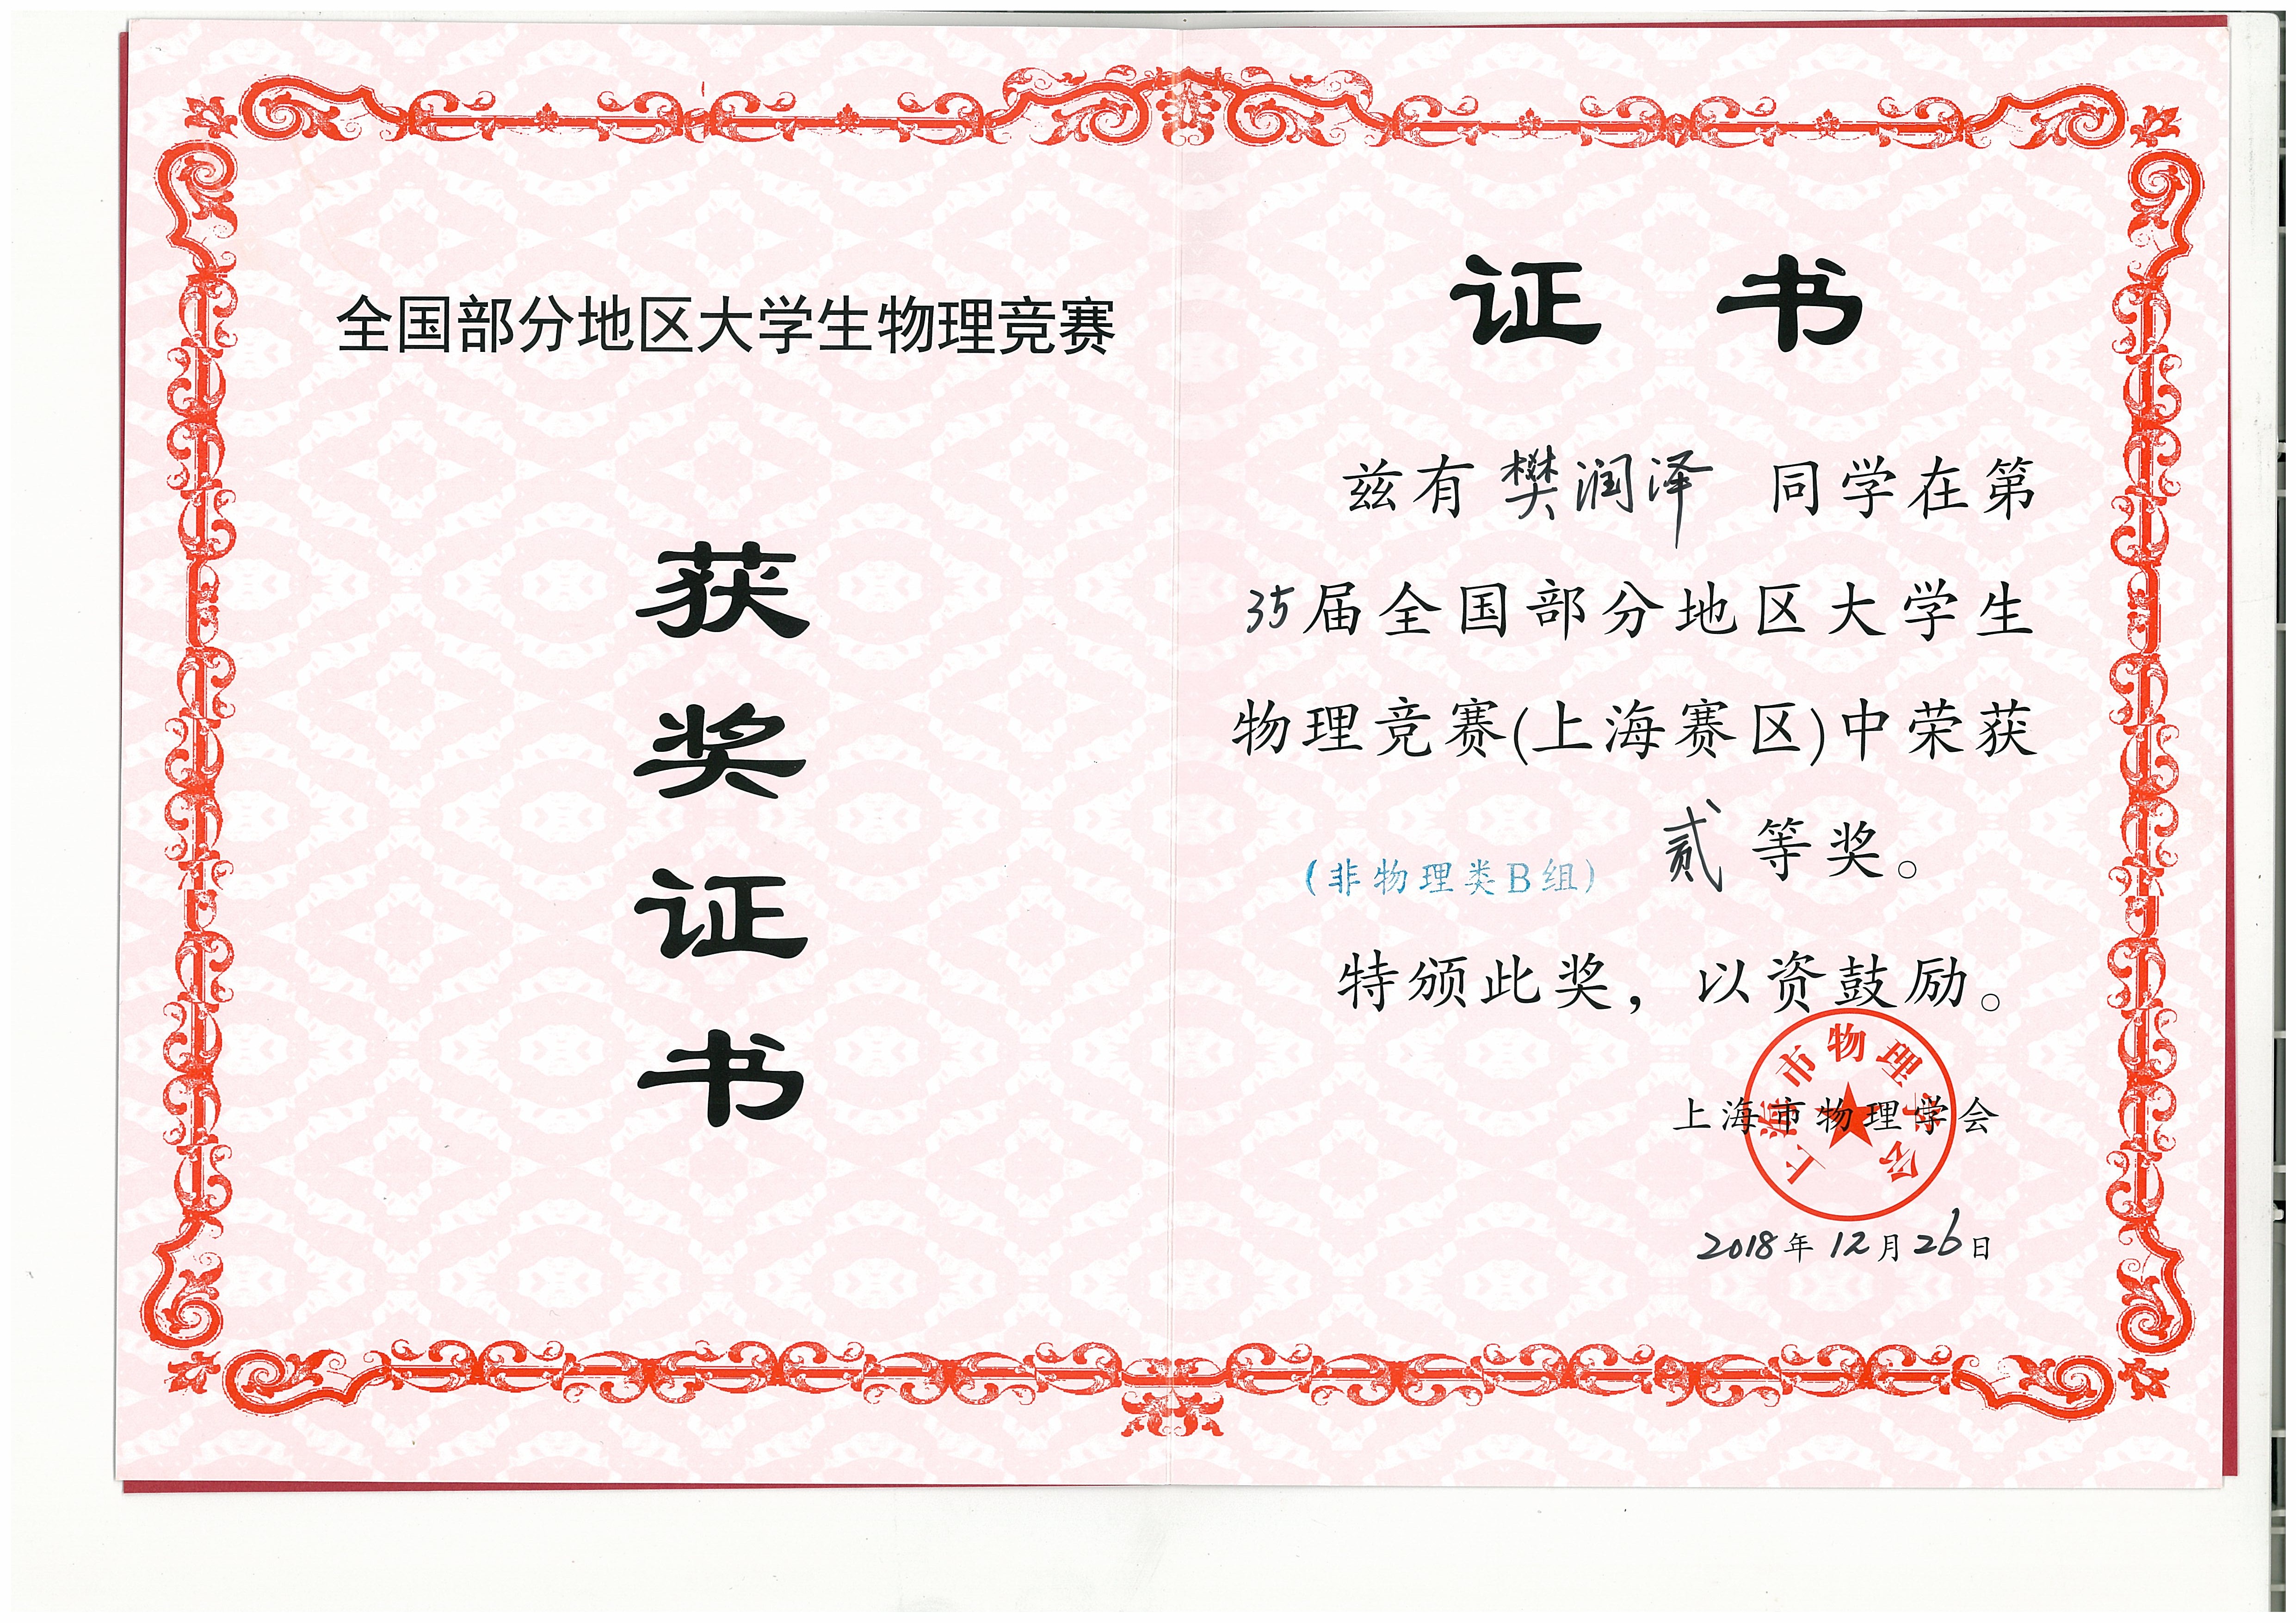 全国部分地区大学生物理竞赛
获
奖
证
书
证 书
兹有樊润泽 同学在第
35届全国部分地区大学生
物理竞赛(上海赛区)中荣获
(非物理类B组) 贰等奖。
特颁此奖，以资鼓励。
上海市物理学会
上海市物理学会
2018年12月26日